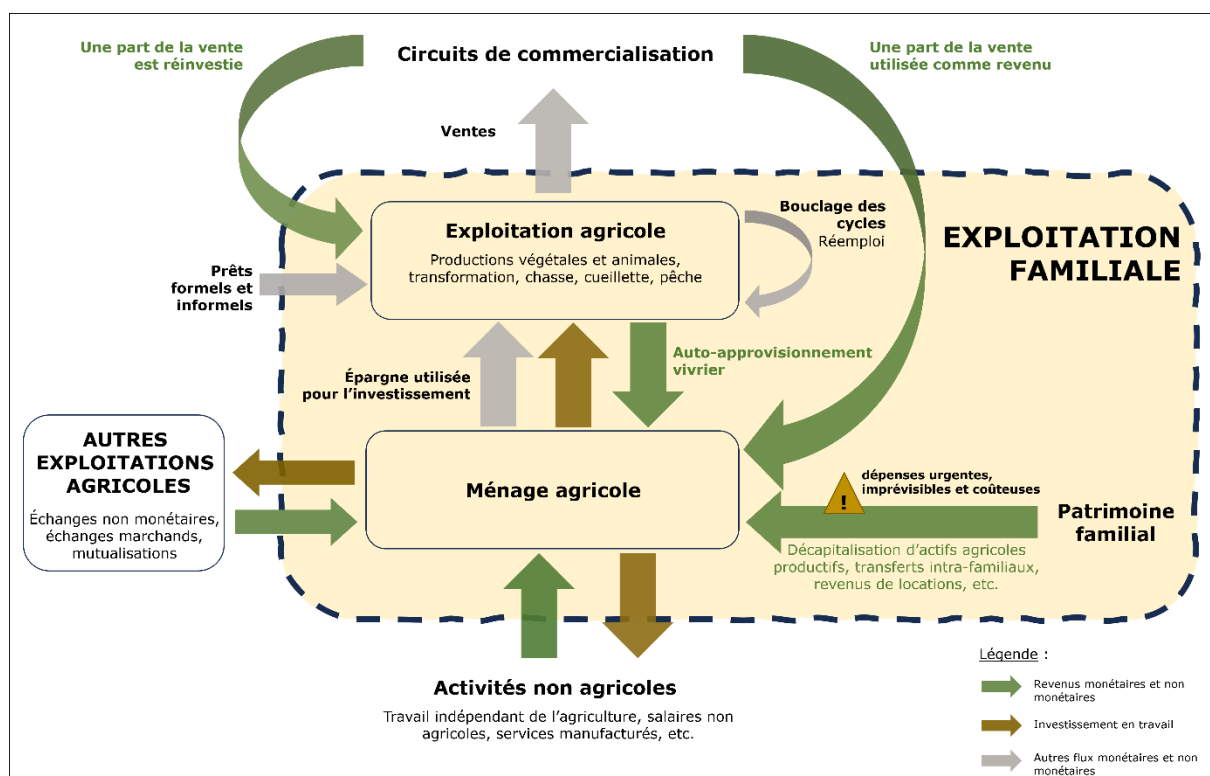 Une part de la vente
est réinvestie
Circuits de commercialisation
Une part de la vente
utilisée comme revenu
Ventes
Exploitation agricole
Productions végétales et animales,
transformation, chasse, cueillette, pêche
Bouclage des
cycles
Réemploi
EXPLOITATION
FAMILIALE
Prêts
formels et
informels
Auto-approvisionnement
vivrier
Épargne utilisée
pour l’investissement
AUTRES
EXPLOITATIONS
AGRICOLES
Échanges non monétaires,
échanges marchands,
mutualisations
Ménage agricole
!
dépenses urgentes,
imprévisibles et coûteuses
Patrimoine
familial
Décapitalisation d’actifs agricoles
productifs, transferts intra-familiaux,
revenus de locations, etc.
Activités non agricoles
Travail indépendant de l’agriculture, salaires non
agricoles, services manufacturés, etc.
Légende :
Revenus monétaires et non
monétaires
Investissement en travail
Autres flux monétaires et non
monétaires